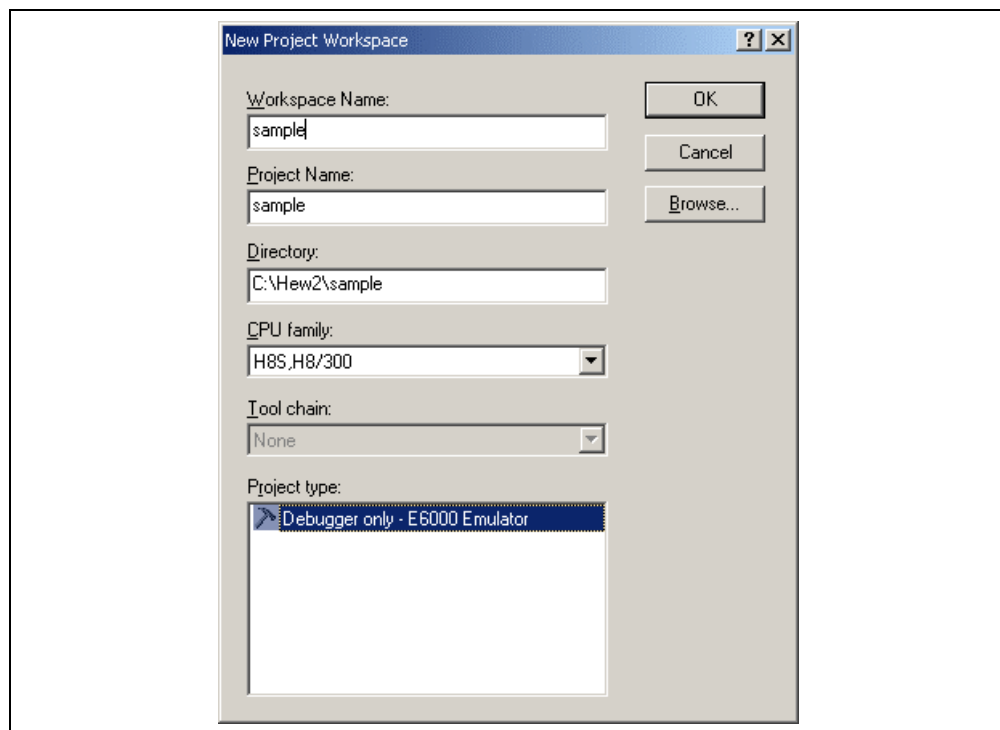 New Project Workspace
Workspace Name:
sample
OK
Cancel
Project Name:
sample
Browse...
Directory:
C:\Hew2\sample
CPU family:
H8S,H8/300
Tool chain:
None
Project type:
Debugger only - E6000 Emulator